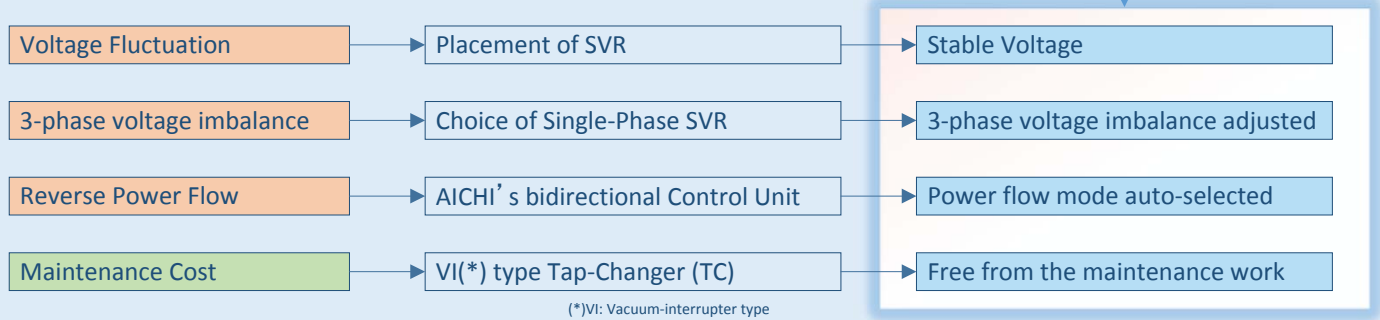 Voltage Fluctuation Placement of SVR Stable Voltage
3-phase voltage imbalance Choice of Single-Phase SVR 3-phase voltage imbalance adjusted
Reverse Power Flow AICHI’s bidirectional Control Unit Power flow mode auto-selected
Maintenance Cost VI(*) type Tap-Changer (TC) Free from the maintenance work
(*)VI: Vacuum-interrupter type